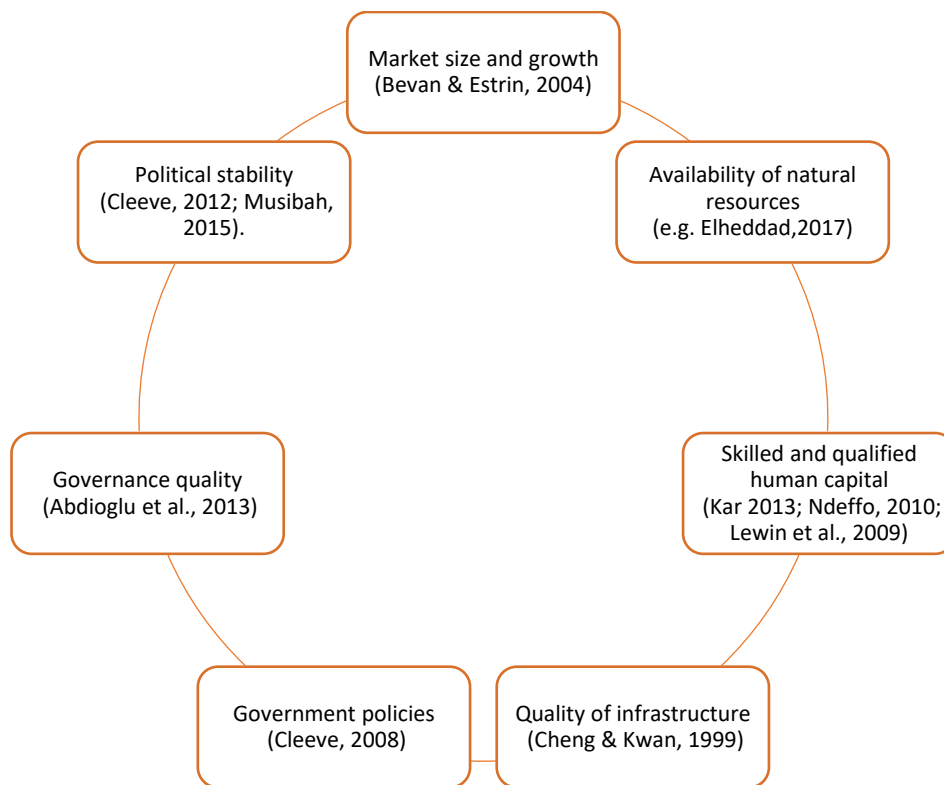 Market size and growth
(Bevan & Estrin, 2004)
Political stability
(Cleeve, 2012; Musibah,
2015).
Availability of natural
resources
(e.g. Elheddad,2017)
Governance quality
(Abdioglu et al., 2013)
Skilled and qualified
human capital
(Kar 2013; Ndeffo, 2010;
Lewin et al., 2009)
Government policies
(Cleeve, 2008)
Quality of infrastructure
(Cheng & Kwan, 1999)